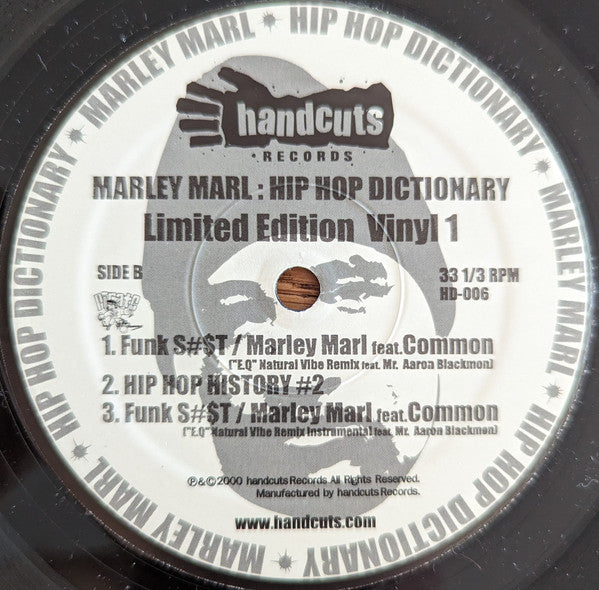 MARLEY MARL * HIP HOP DICTIONARY * MARLEY MARL * HIP HOP DICTIONARY * MARLEY MARL * HIP HOP DICTIONARY *
handcuts
RECORDS
MARLEY MARL : HIP HOP DICTIONARY
Limited Edition Vinyl 1
SIDE B
33 1/3 RPM
HD-006
1. Funk S#$T / Marley Marl feat. Common
["E.Q" Natural Vibe Remix feat. Mr. Aaron Blackmon]
2. HIP HOP HISTORY #2
3. Funk S#$T / Marley Marl feat. Common
["E.Q" Natural Vibe Remix Instrumental feat. Mr. Aaron Blackmon]
℗&©2000 handcuts Records All Rights Reserved.
Manufactured by handcuts Records.
www.handcuts.com